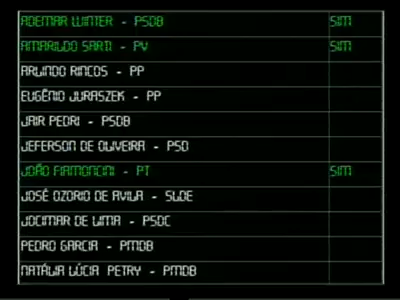 ADEMAR WINTER - PSDB SIM
AMARILDO SARTI - PV SIM
ARLINDO RINCOS - PP
EUGÊNIO JURASZEK - PP
JAIR PEDRI - PSDB
JEFERSON DE OLIVEIRA - PSD
JOÃO FIAMONCINI - PT SIM
JOSÉ OZORIO DE AVILA - SLDE
JOCIMAR DE LIMA - PSDC
PEDRO GARCIA - PMDB
NATÁLIA LÚCIA PETRY - PMDB